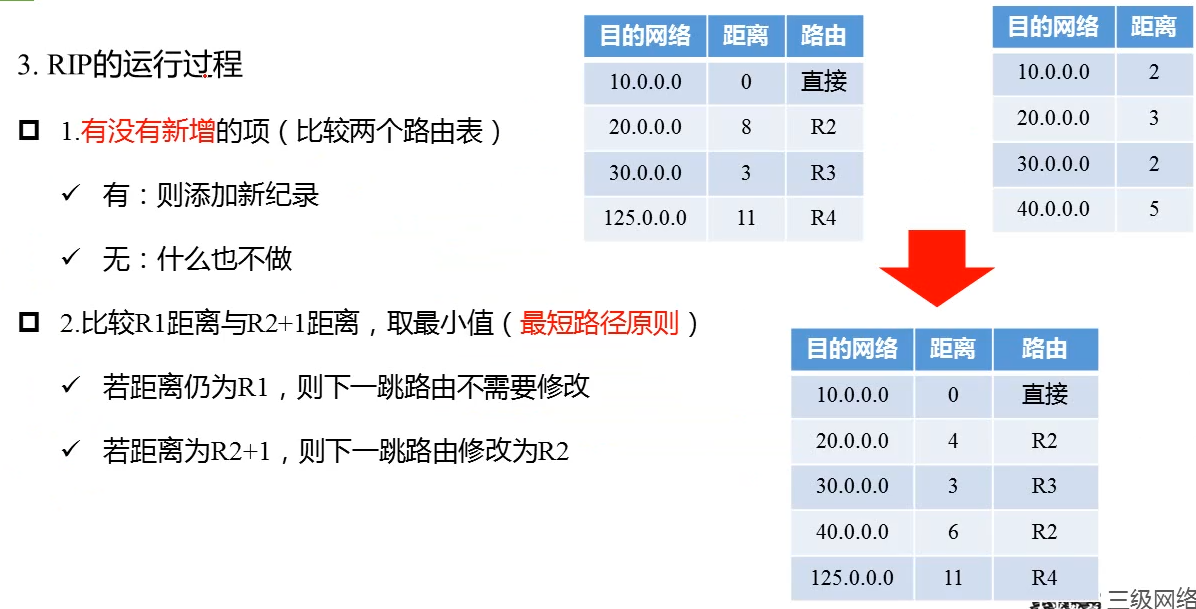 3. RIP的运行过程
1.有没有新增的项（比较两个路由表）
有：则添加新纪录
无：什么也不做
2.比较R1距离与R2+1距离，取最小值（最短路径原则）
若距离仍为R1，则下一跳路由不需要修改
若距离为R2+1，则下一跳路由修改为R2
目的网络 距离 路由
10.0.0.0 0 直接
20.0.0.0 8 R2
30.0.0.0 3 R3
125.0.0.0 11 R4
目的网络 距离
10.0.0.0 2
20.0.0.0 3
30.0.0.0 2
40.0.0.0 5
目的网络 距离 路由
10.0.0.0 0 直接
20.0.0.0 4 R2
30.0.0.0 3 R3
40.0.0.0 6 R2
125.0.0.0 11 R4
三级网络